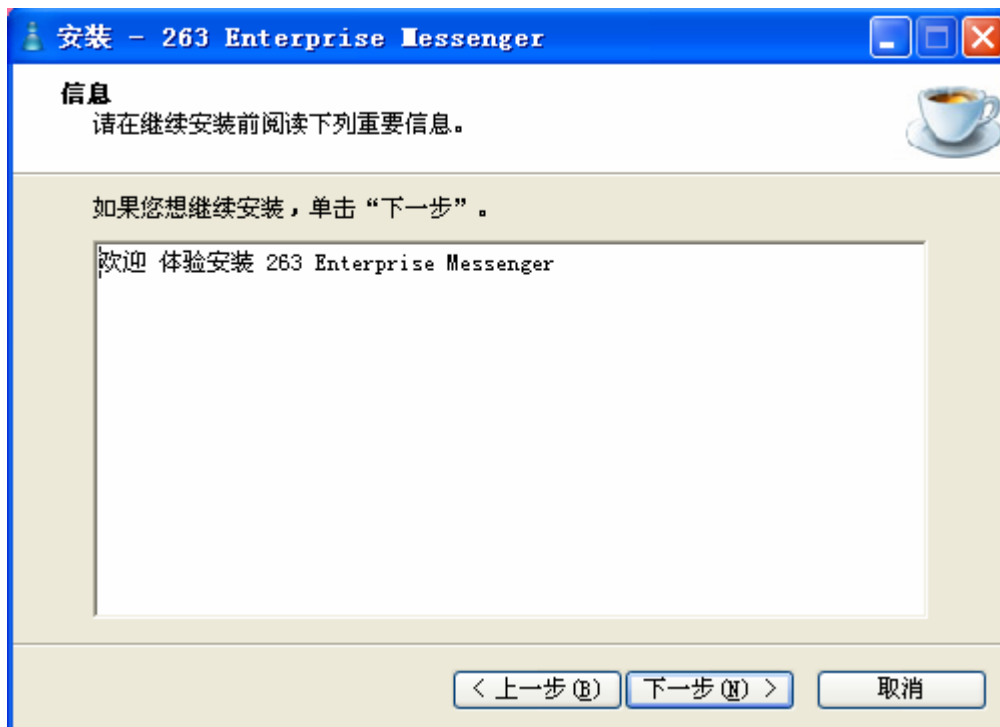 安装 - 263 Enterprise Messenger
信息
请在继续安装前阅读下列重要信息。
如果您想继续安装，单击“下一步”。
欢迎 体验安装 263 Enterprise Messenger
< 上一步(B)
下一步(N) >
取消